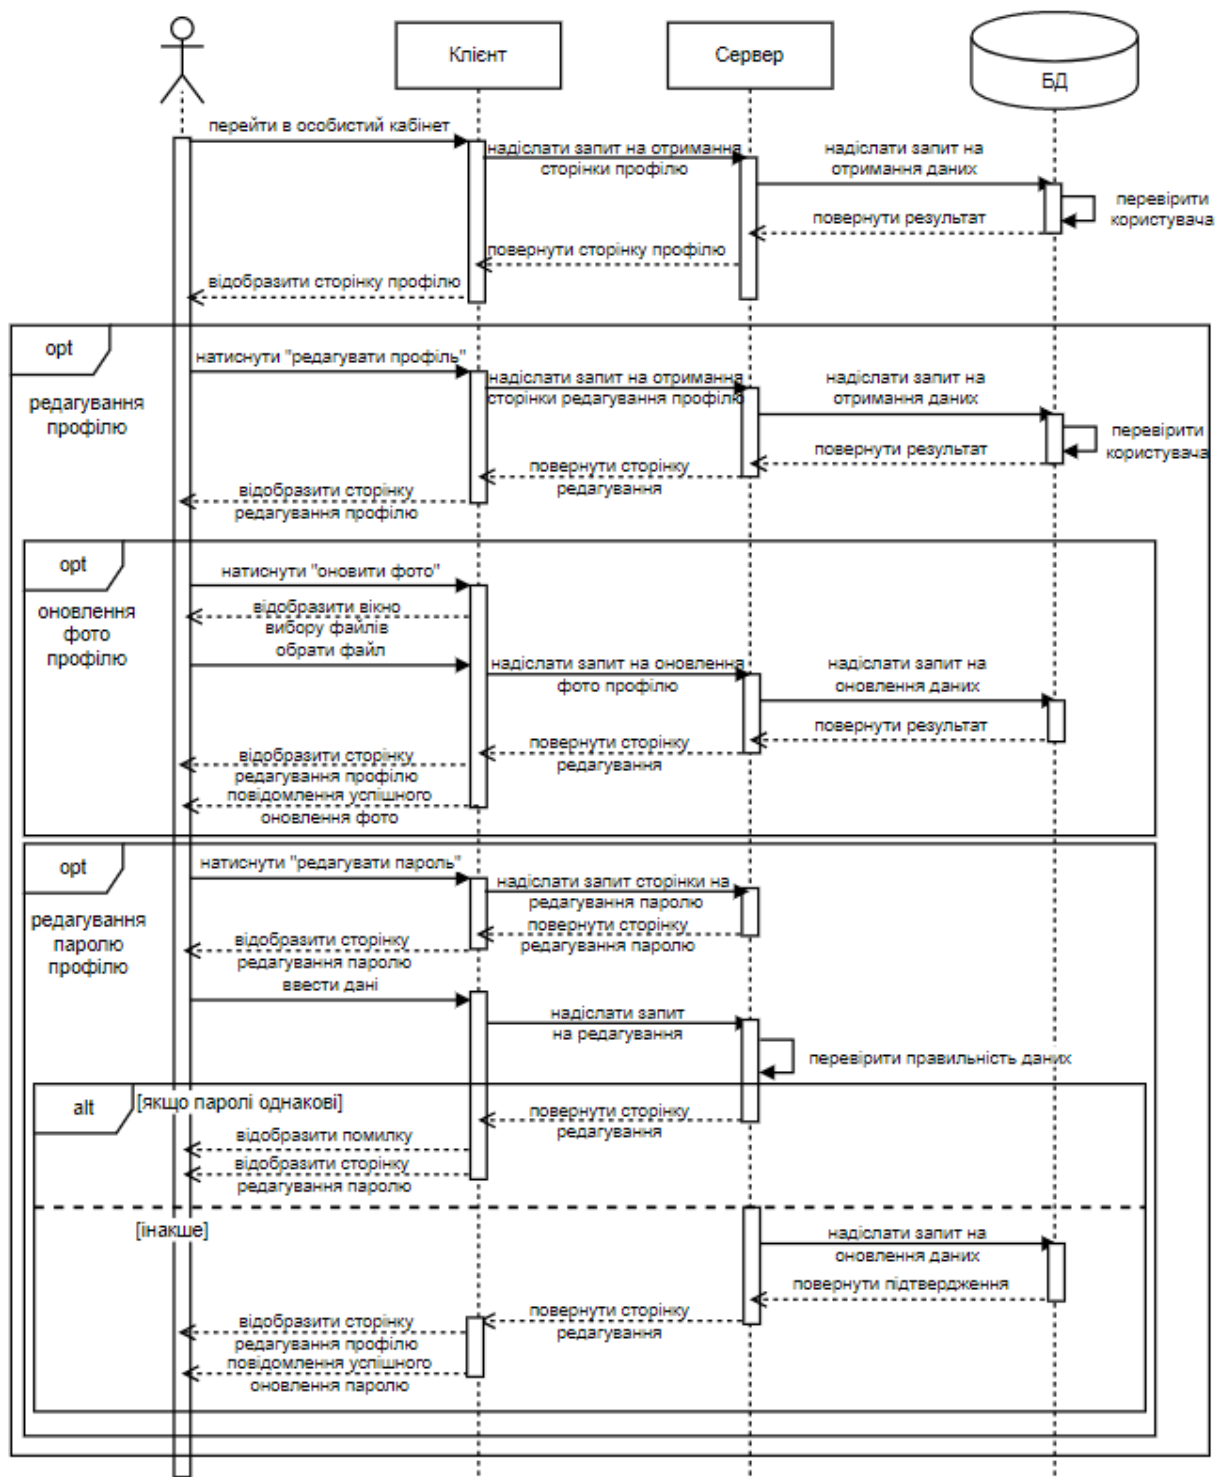 Клієнт
Сервер
БД
перейти в особистий кабінет
надіслати запит на отримання
сторінки профілю
надіслати запит на
отримання даних
перевірити
користувача
повернути результат
повернути сторінку профілю
відобразити сторінку профілю
opt
редагування
профілю
натиснути "редагувати профіль"
надіслати запит на отримання
сторінки редагування профілю
надіслати запит на
отримання даних
перевірити
користувача
повернути результат
повернути сторінку
редагування
відобразити сторінку
редагування профілю
opt
оновлення
фото
профілю
натиснути "оновити фото"
відобразити вікно
вибору файлів
обрати файл
надіслати запит на оновлення
фото профілю
надіслати запит на
оновлення даних
повернути результат
повернути сторінку
редагування
відобразити сторінку
редагування профілю
повідомлення успішного
оновлення фото
opt
редагування
паролю
профілю
натиснути "редагувати пароль"
надіслати запит сторінки на
редагування паролю
повернути сторінку
редагування паролю
відобразити сторінку
редагування паролю
ввести дані
надіслати запит
на редагування
перевірити правильність даних
alt
[якщо паролі однакові]
повернути сторінку
редагування
відобразити помилку
відобразити сторінку
редагування паролю
[інакше]
надіслати запит на
оновлення даних
повернути підтвердження
повернути сторінку
редагування
відобразити сторінку
редагування профілю
повідомлення успішного
оновлення паролю